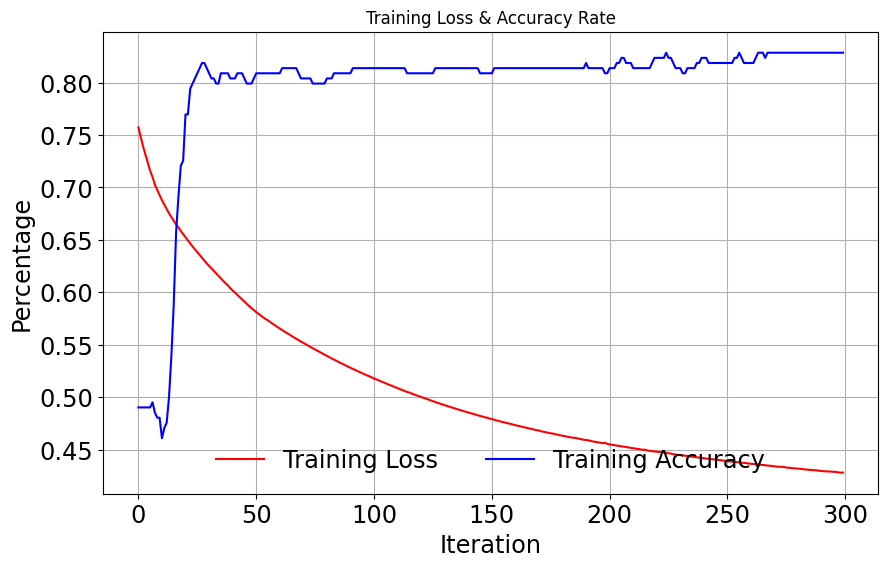 Training Loss & Accuracy Rate
0.80
0.75
0.70
0.65
0.60
0.55
0.50
0.45
Percentage
Training Loss Training Accuracy
0 50 100 150 200 250 300
Iteration